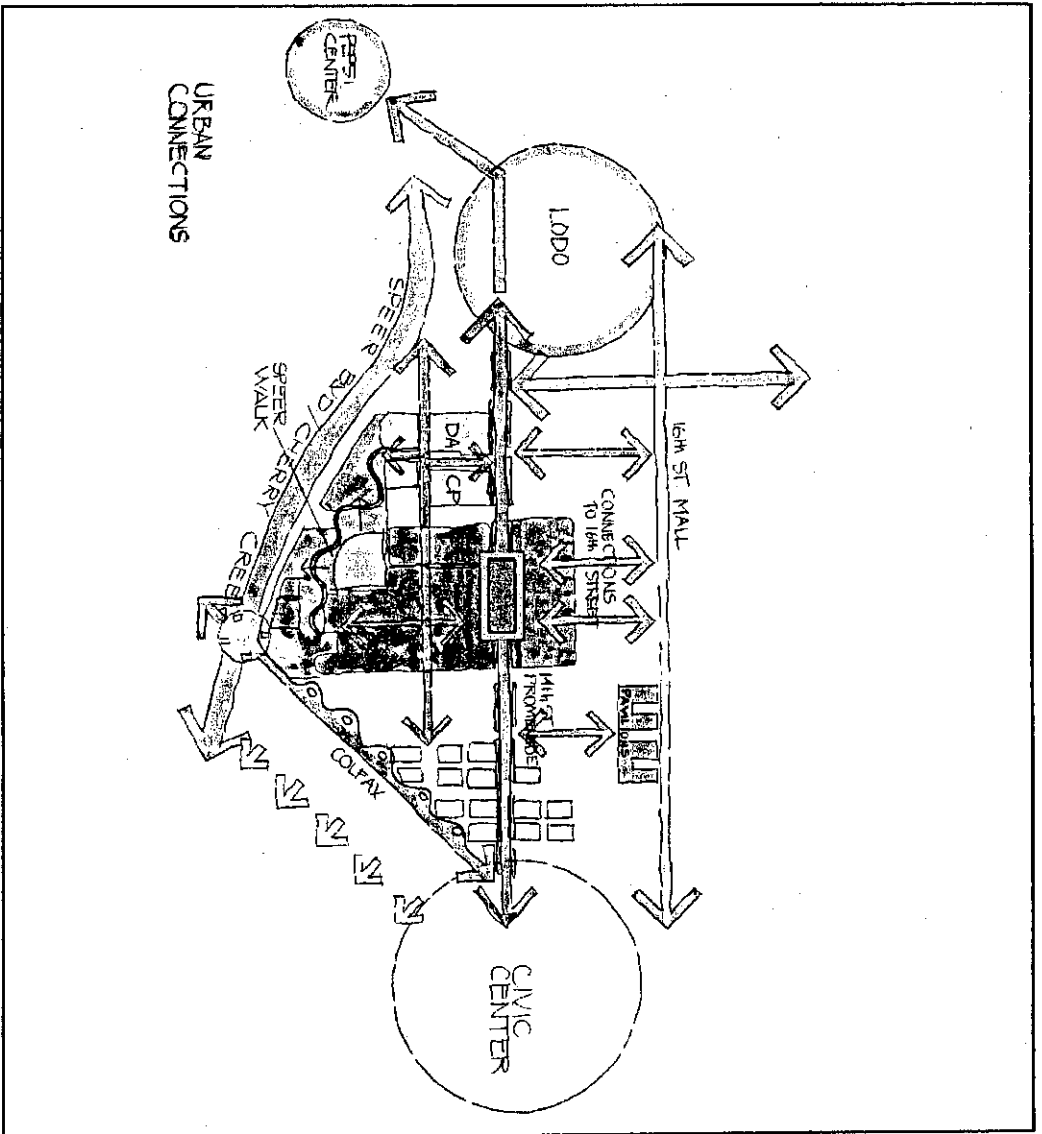 URBAN
CONNECTIONS
PEPSI
CENTER
LODO
16th ST MALL
CONNECTIONS
TO 16th STREET
SPEER BLVD/CHERRY CREEK
SPEER
WALK
DA
CP
14th ST
PROMENADE
PAVILIONS
COLFAX
CIVIC
CENTER